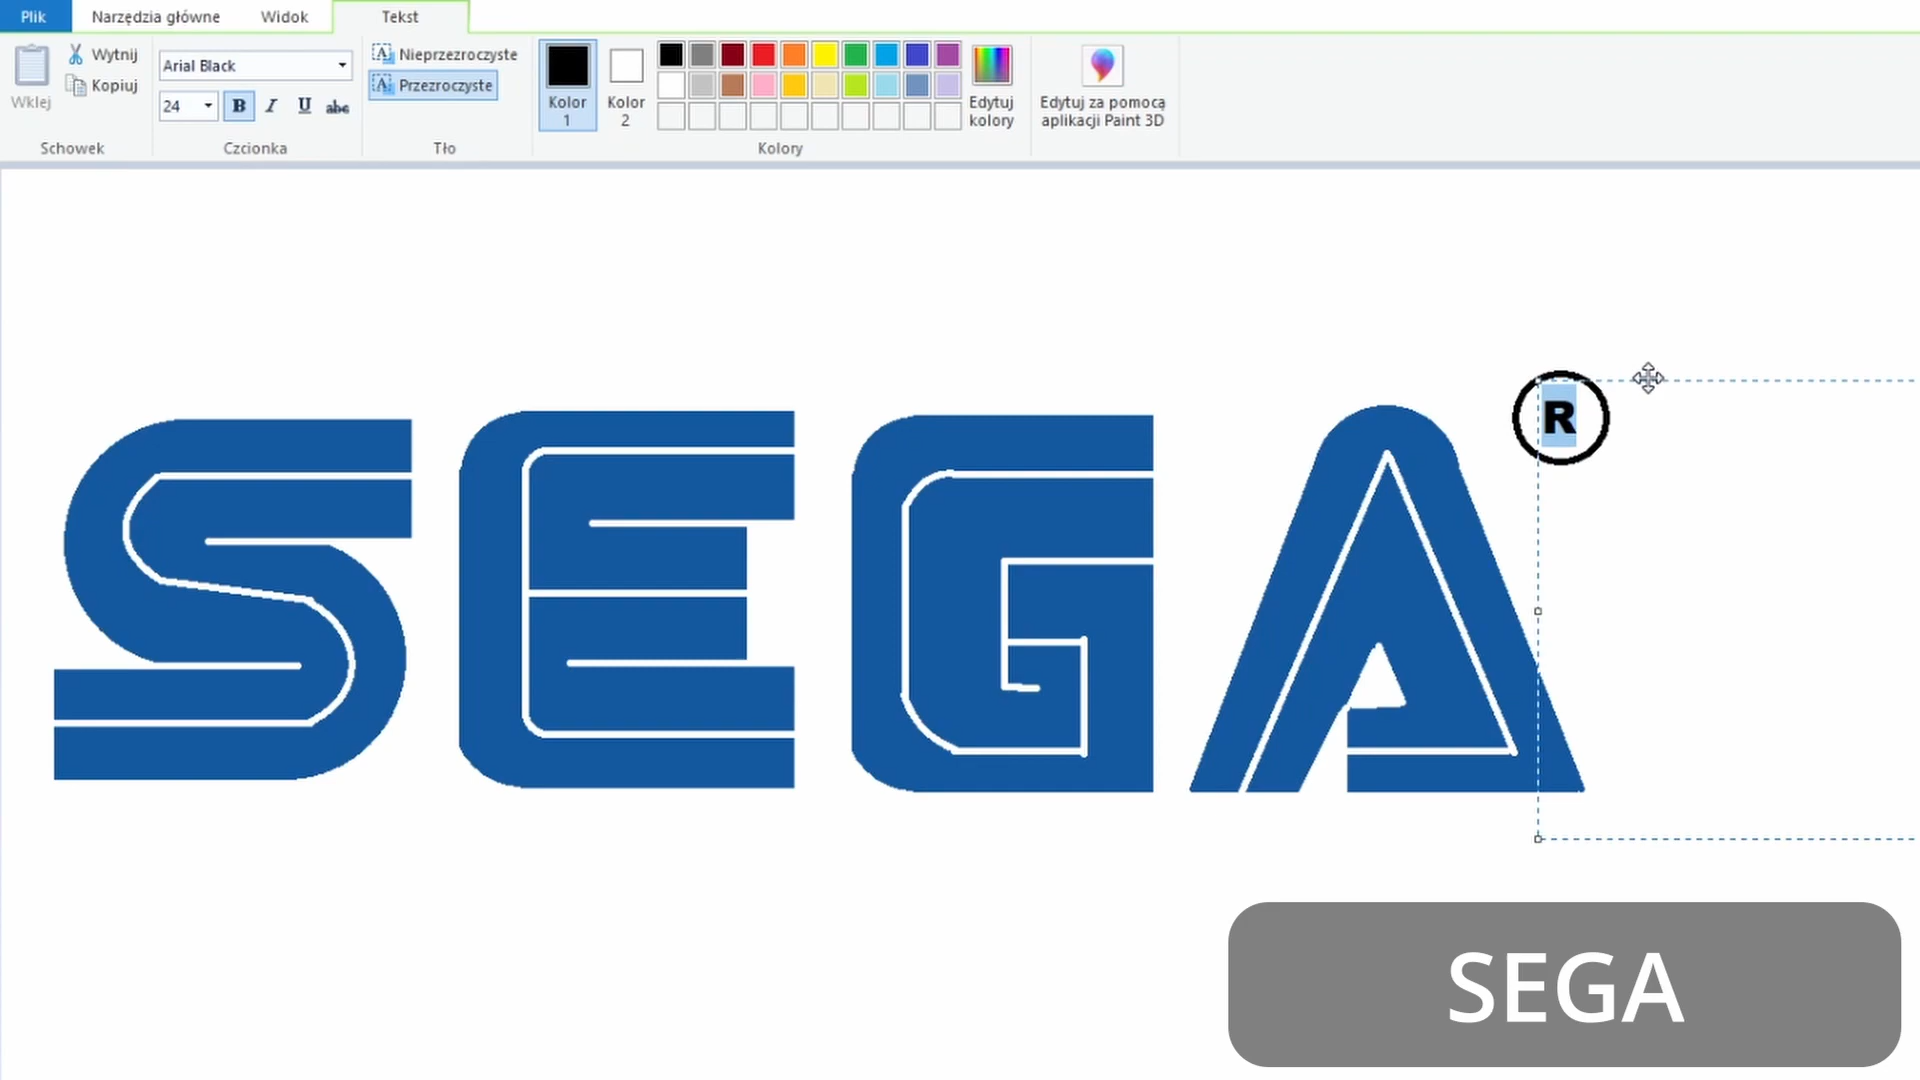 Plik Narzędzia główne Widok Tekst
Wklej
Wytnij
Kopiuj
Schowek
Arial Black
24 B I U abc
Czcionka
Nieprzezroczyste
Przezroczyste
Tło
Kolor
1
Kolor
2
Edytuj
kolory
Kolory
Edytuj za pomocą
aplikacji Paint 3D
SEGA
R
SEGA